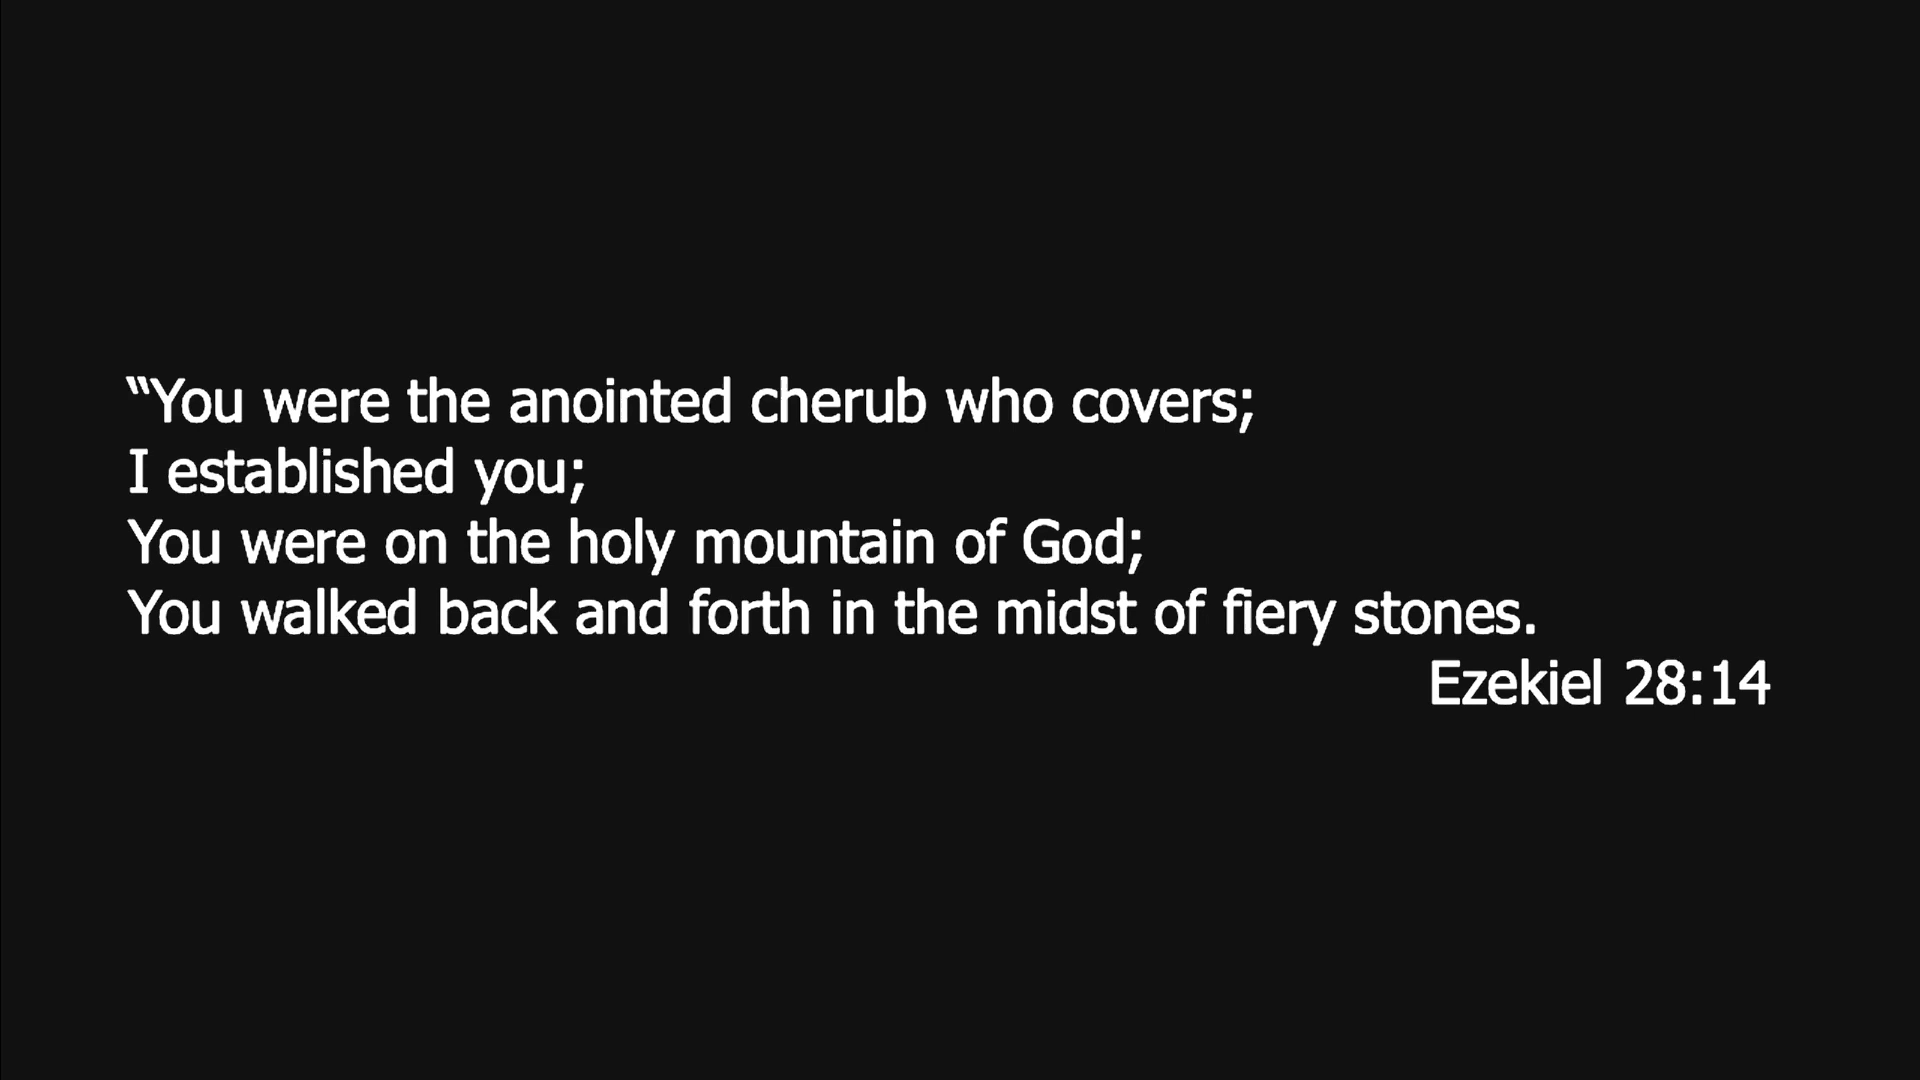 “You were the anointed cherub who covers;
I established you;
You were on the holy mountain of God;
You walked back and forth in the midst of fiery stones.
Ezekiel 28:14